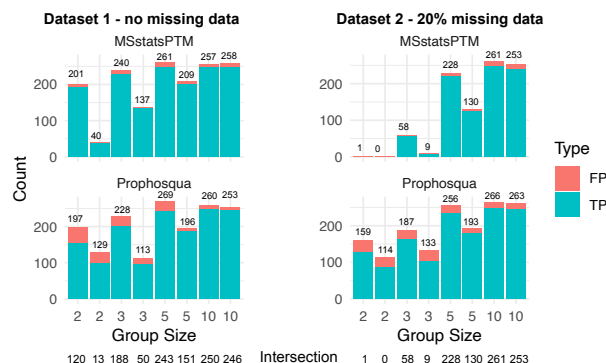 Dataset 1 - no missing data
MSstatsPTM
201 40 240 137 261 209 257 258
200
100
0
Prophosqua
197 129 228 113 269 196 260 253
200
100
0
2 2 3 3 5 5 10 10
Group Size
Count
Dataset 2 - 20% missing data
MSstatsPTM
1 0 58 9 228 130 261 253
200
100
0
Prophosqua
159 114 187 133 256 193 266 263
200
100
0
2 2 3 3 5 5 10 10
Group Size
Type
FP
TP
120 13 188 50 243 151 250 246 Intersection 1 0 58 9 228 130 261 253